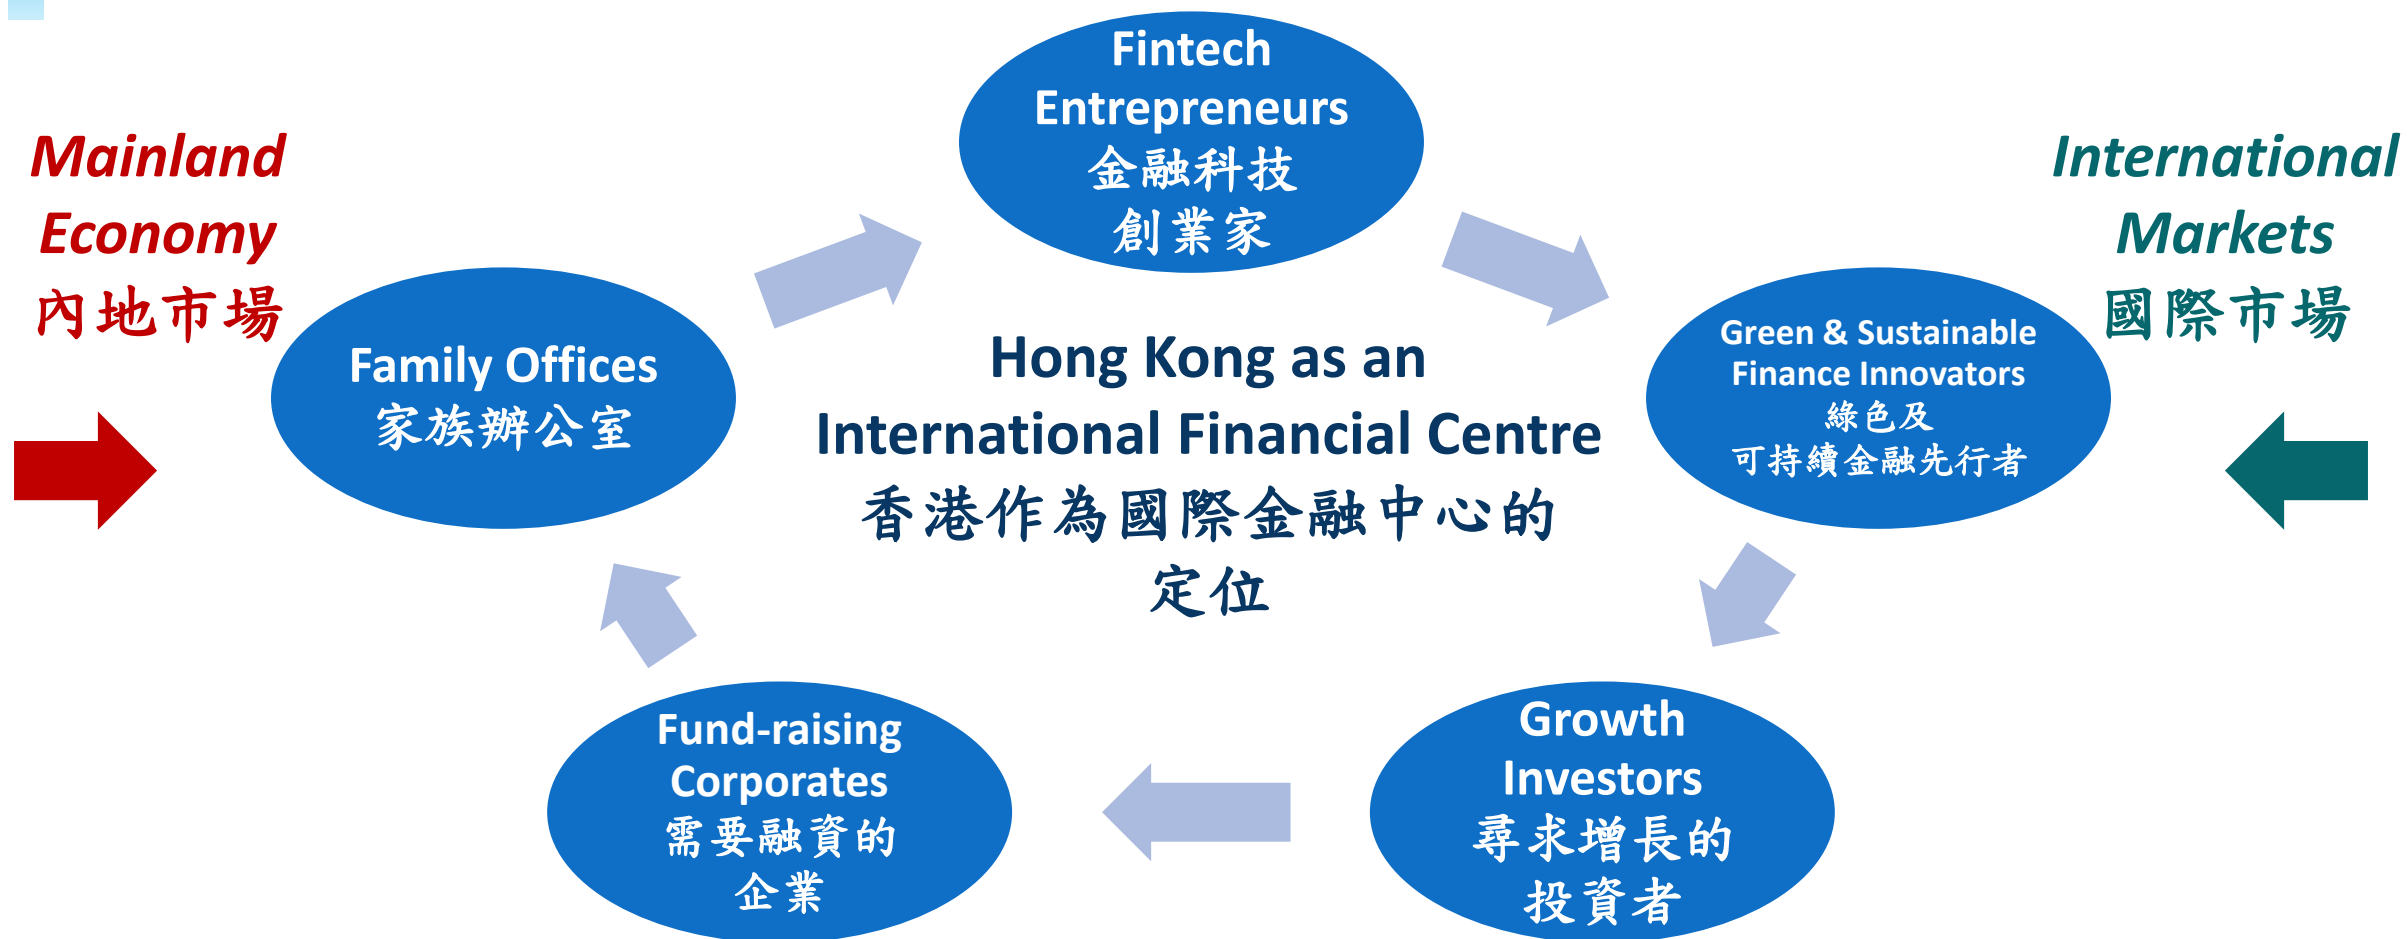 Mainland
Economy
內地市場
Fintech
Entrepreneurs
金融科技
創業家
International
Markets
國際市場
Family Offices
家族辦公室
Hong Kong as an
International Financial Centre
香港作為國際金融中心的
定位
Green & Sustainable
Finance Innovators
綠色及
可持續金融先行者
Fund-raising
Corporates
需要融資的
企業
Growth
Investors
尋求增長的
投資者